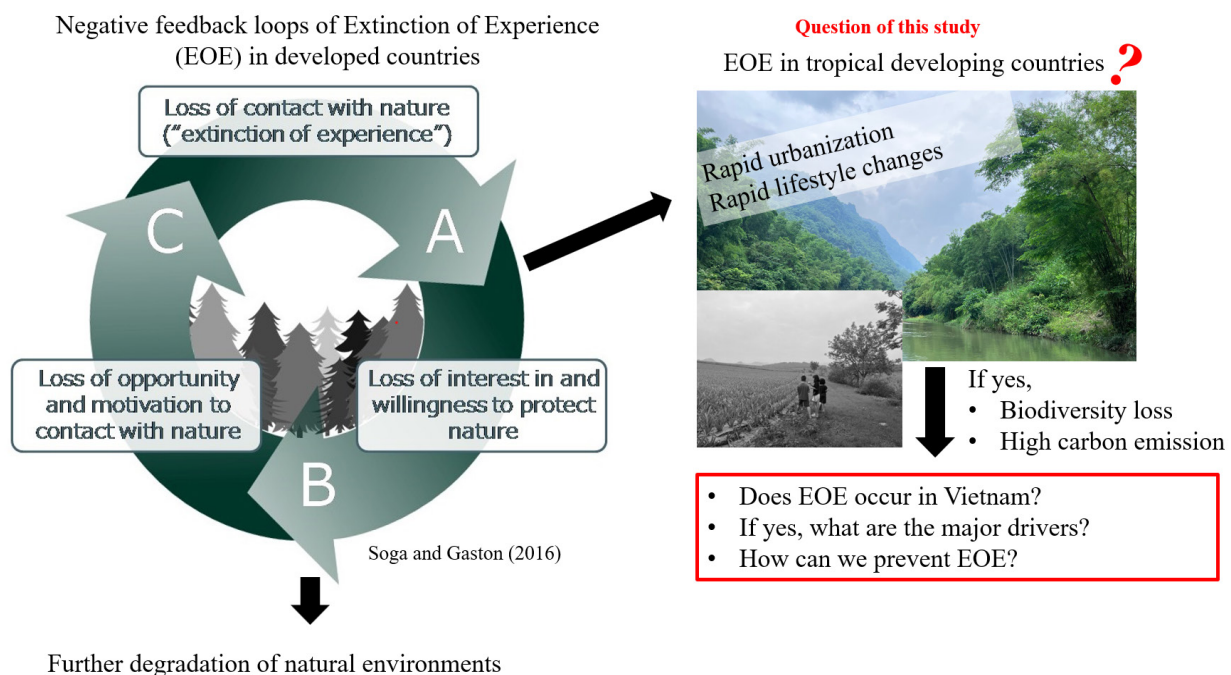 Negative feedback loops of Extinction of Experience
(EOE) in developed countries
Loss of contact with nature
("extinction of experience")
A
C
Loss of opportunity
and motivation to
contact with nature
Loss of interest in and
willingness to protect
nature
B
Soga and Gaston (2016)
Further degradation of natural environments
Question of this study
EOE in tropical developing countries ?
Rapid urbanization
Rapid lifestyle changes
If yes,
• Biodiversity loss
• High carbon emission
• Does EOE occur in Vietnam?
• If yes, what are the major drivers?
• How can we prevent EOE?